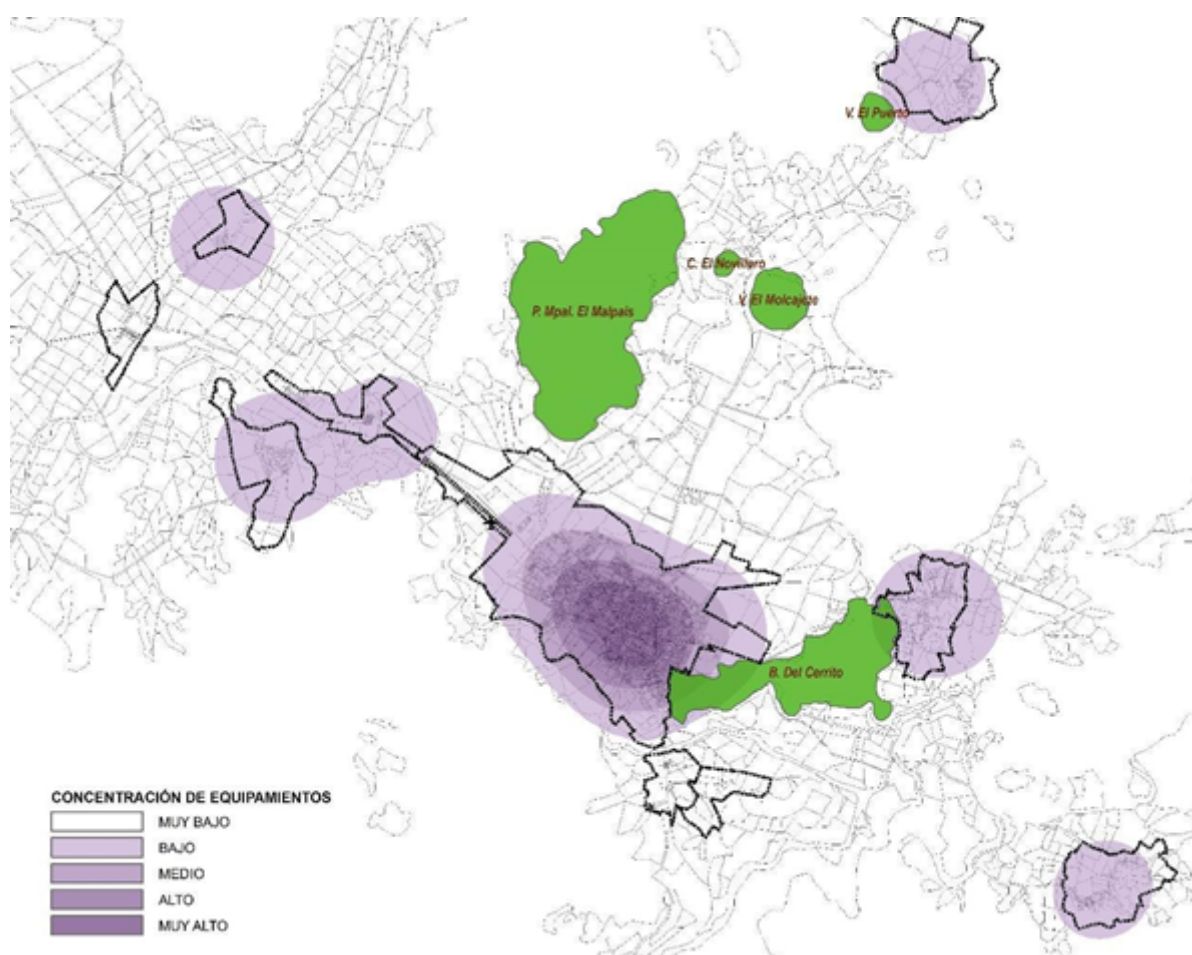 V. El Puerto
C. El Novillero
V. El Molcajete
P. Mpal. El Malpais
B. Del Cerrito
CONCENTRACIÓN DE EQUIPAMIENTOS
MUY BAJO
BAJO
MEDIO
ALTO
MUY ALTO